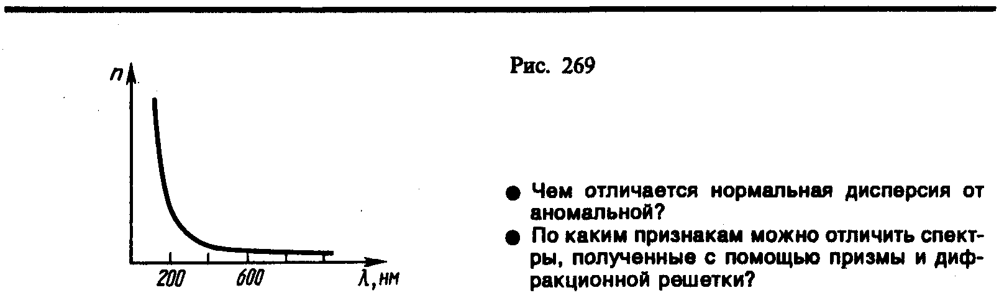 n
200
600
λ, нм
Рис. 269
● Чем отличается нормальная дисперсия от
аномальной?
● По каким признакам можно отличить спект-
ры, полученные с помощью призмы и диф-
ракционной решетки?